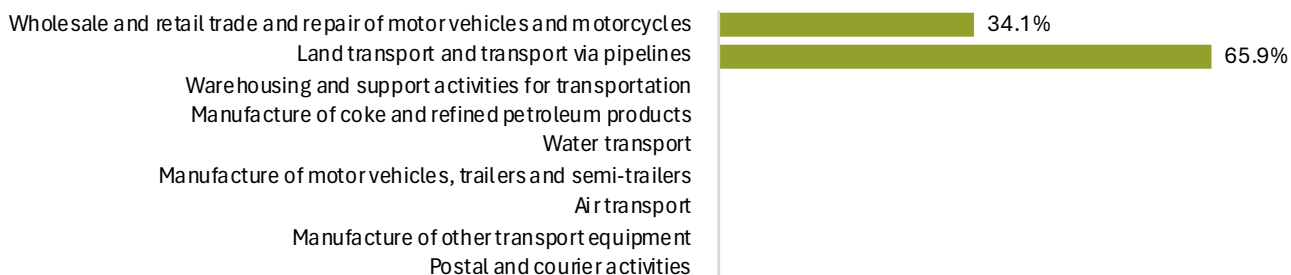 Wholesale and retail trade and repair of motor vehicles and motorcycles 34.1%
Land transport and transport via pipelines 65.9%
Warehousing and support activities for transportation
Manufacture of coke and refined petroleum products
Water transport
Manufacture of motor vehicles, trailers and semi-trailers
Air transport
Manufacture of other transport equipment
Postal and courier activities